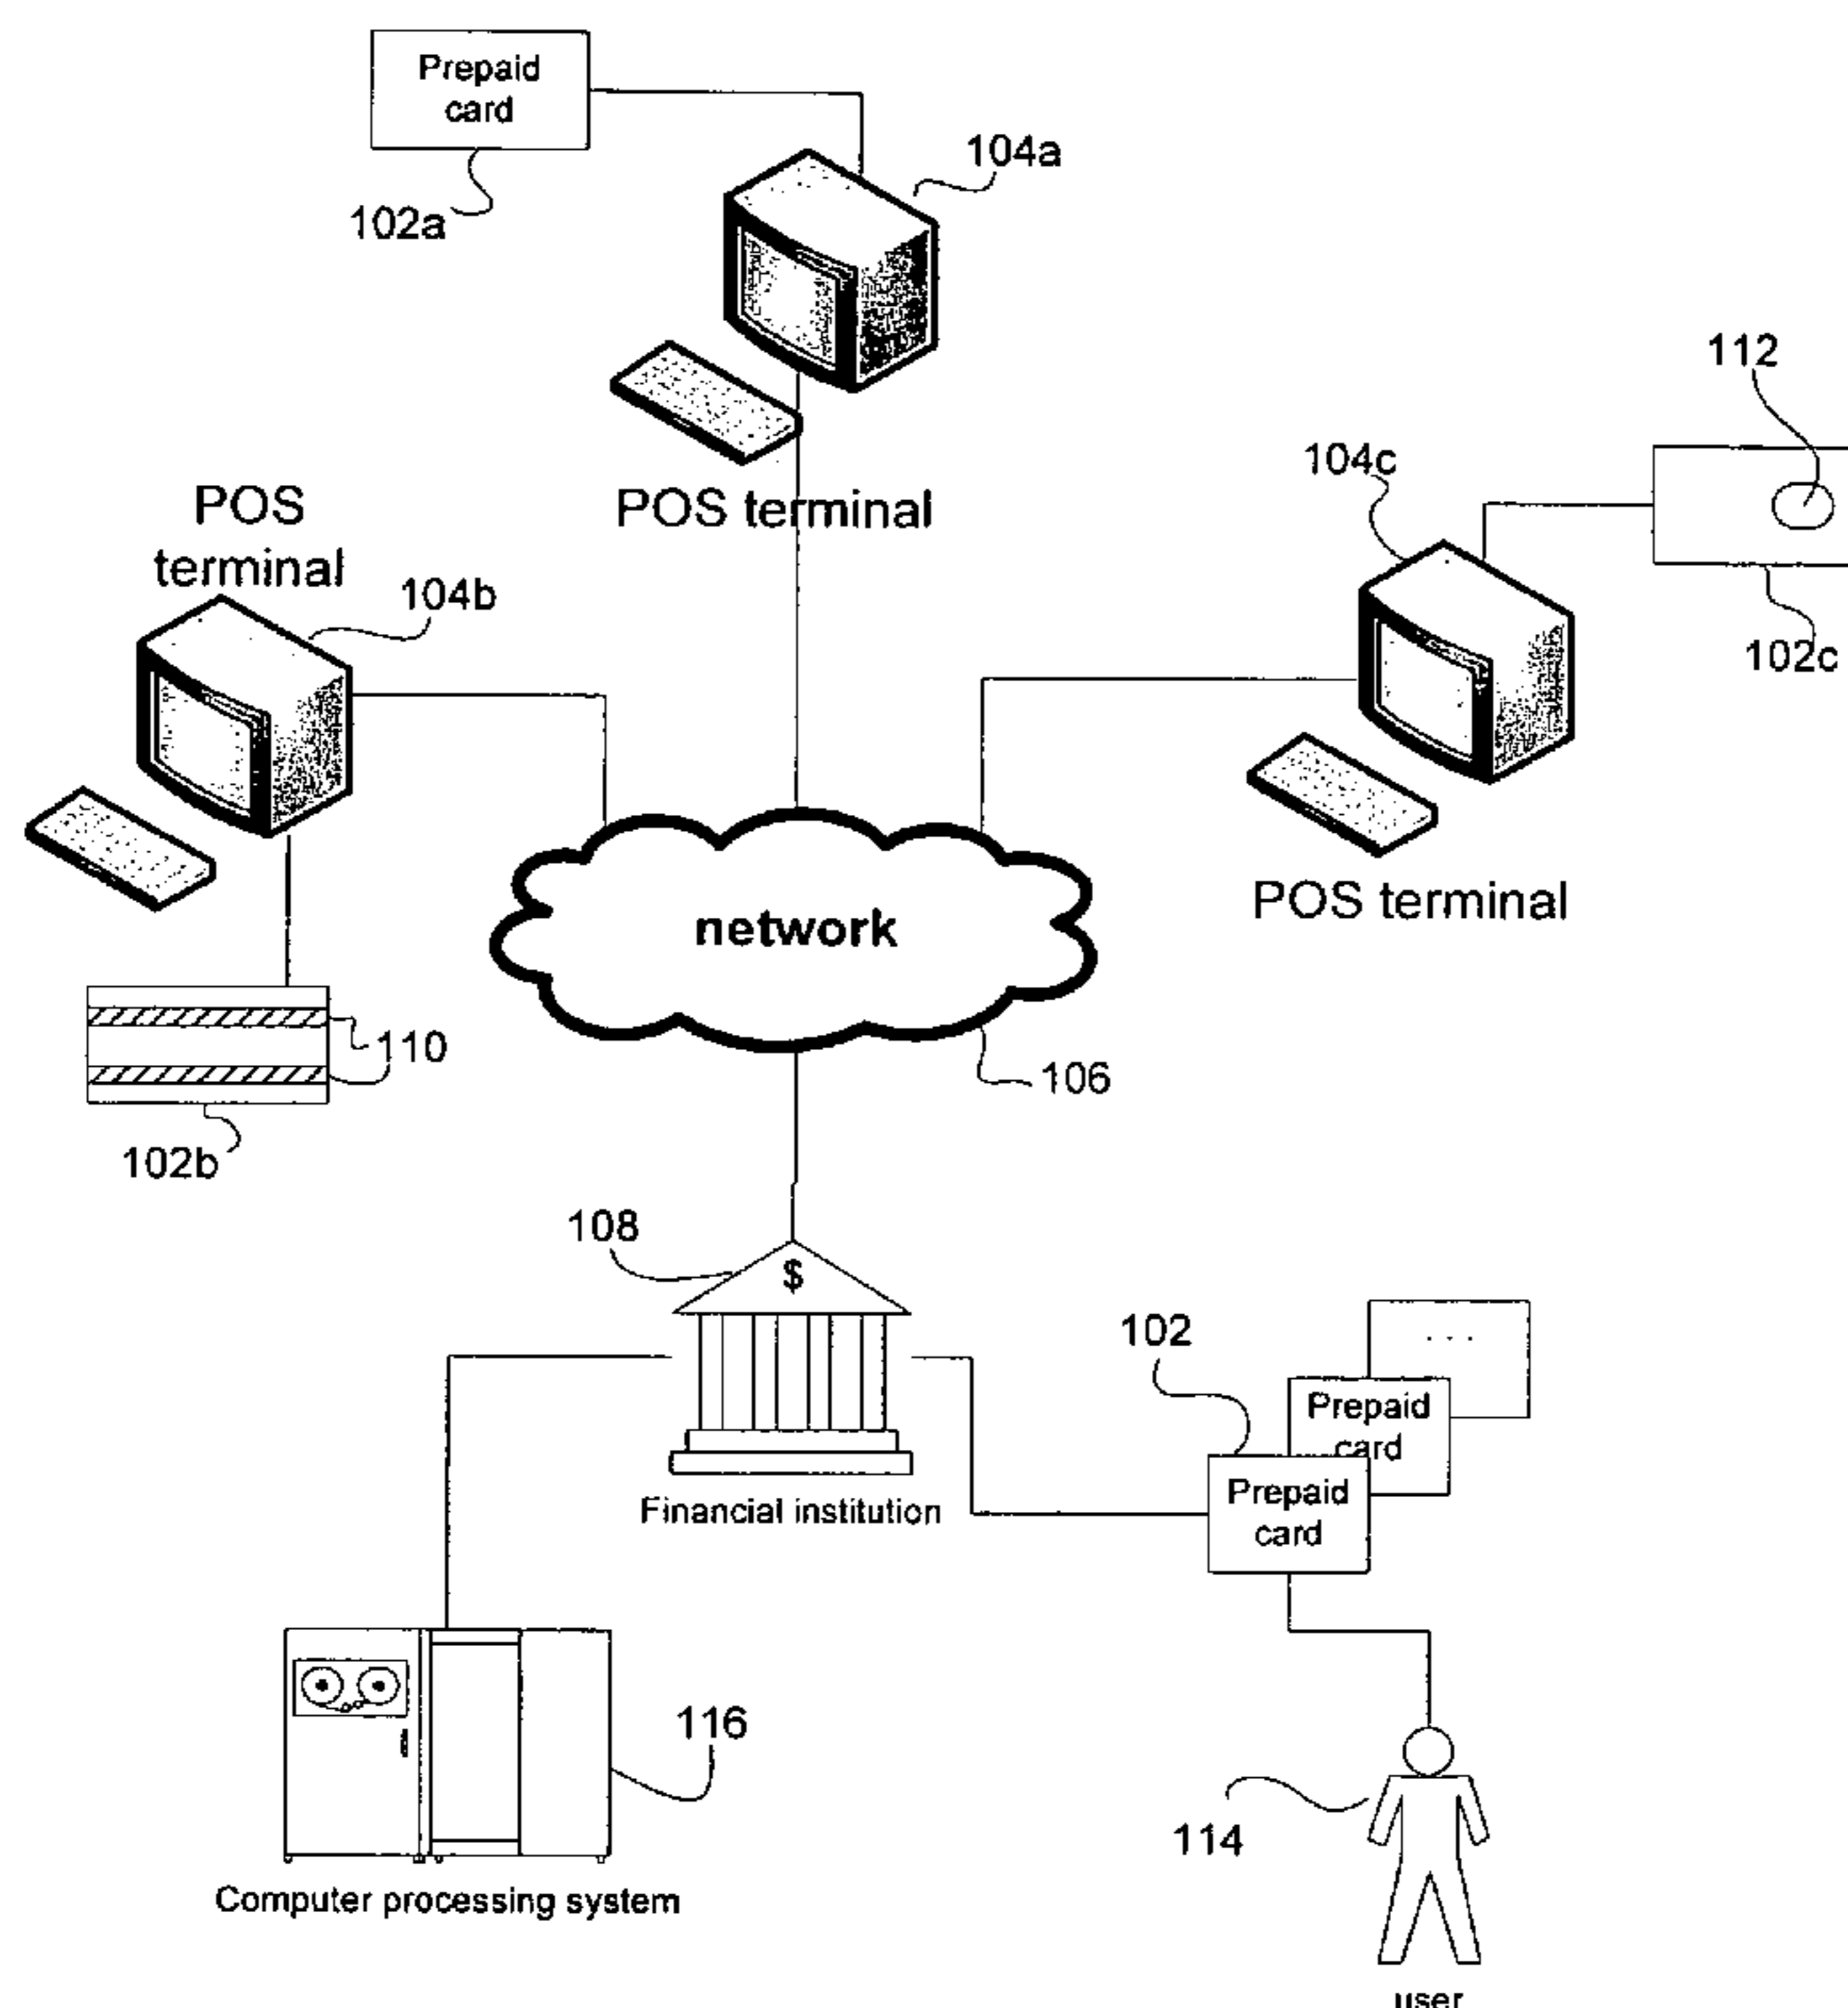 Prepaid
card
102a
104a
112
104c
POS terminal
POS
terminal
104b
102c
POS terminal
network
110
106
102b
108
$
102
...
Prepaid
card
Prepaid
card
Financial institution
116
114
Computer processing system
user